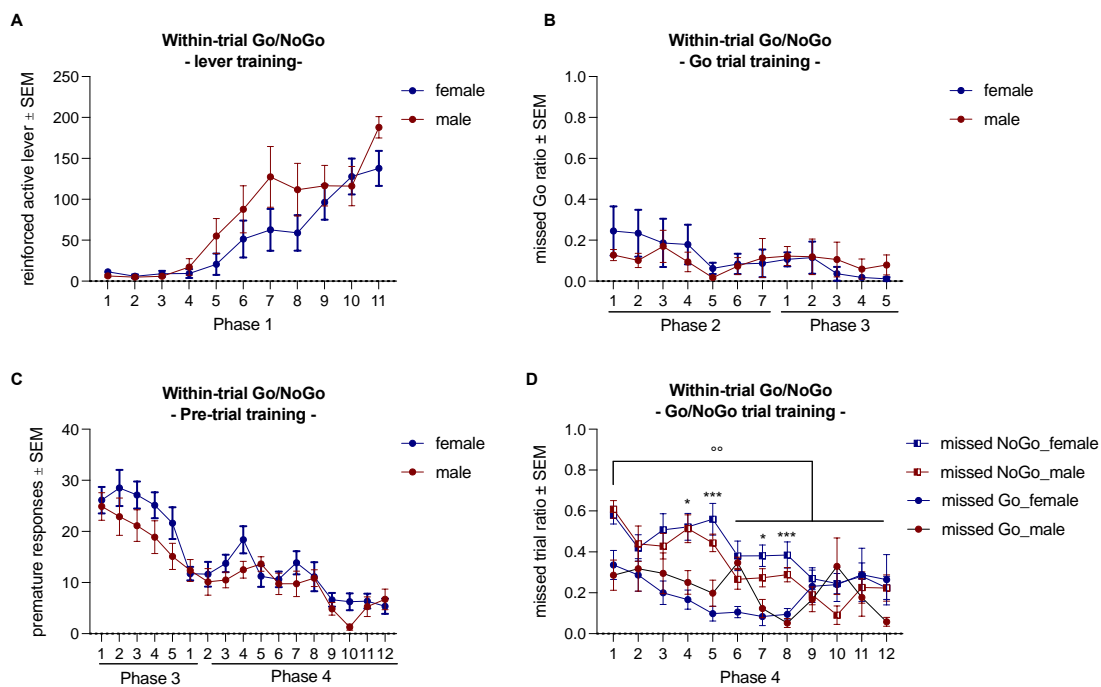 A
Within-trial Go/NoGo
- lever training-
reinforced active lever ± SEM
250
200
150
100
50
0
1 2 3 4 5 6 7 8 9 10 11
Phase 1
female
male
B
Within-trial Go/NoGo
- Go trial training -
missed Go ratio ± SEM
1.0
0.8
0.6
0.4
0.2
0.0
1 2 3 4 5 6 7 1 2 3 4 5
Phase 2 Phase 3
female
male
C
Within-trial Go/NoGo
- Pre-trial training -
premature responses ± SEM
40
30
20
10
0
1 2 3 4 5 1 2 3 4 5 6 7 8 9 10 11 12
Phase 3 Phase 4
female
male
D
Within-trial Go/NoGo
- Go/NoGo trial training -
missed trial ratio ± SEM
1.0
0.8
0.6
0.4
0.2
0.0
°°
* *** * ***
1 2 3 4 5 6 7 8 9 10 11 12
Phase 4
missed NoGo_female
missed NoGo_male
missed Go_female
missed Go_male